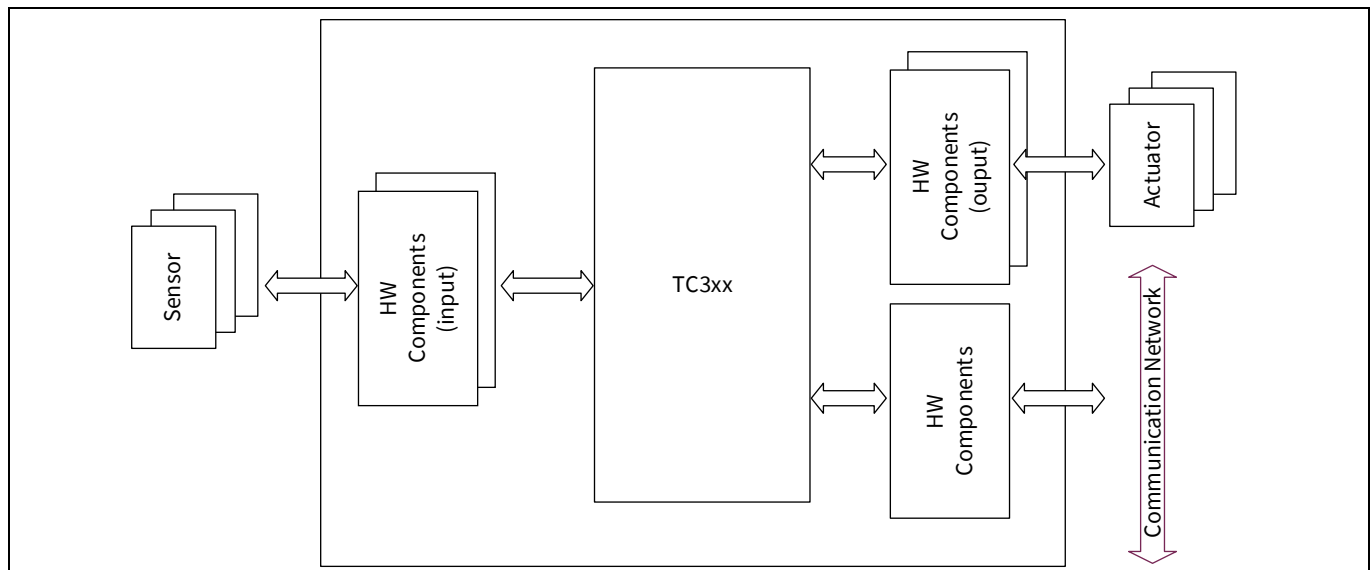 Sensor
HW
Components
(input)
TC3xx
HW
Components
(ouput)
Actuator
HW
Components
Communication Network